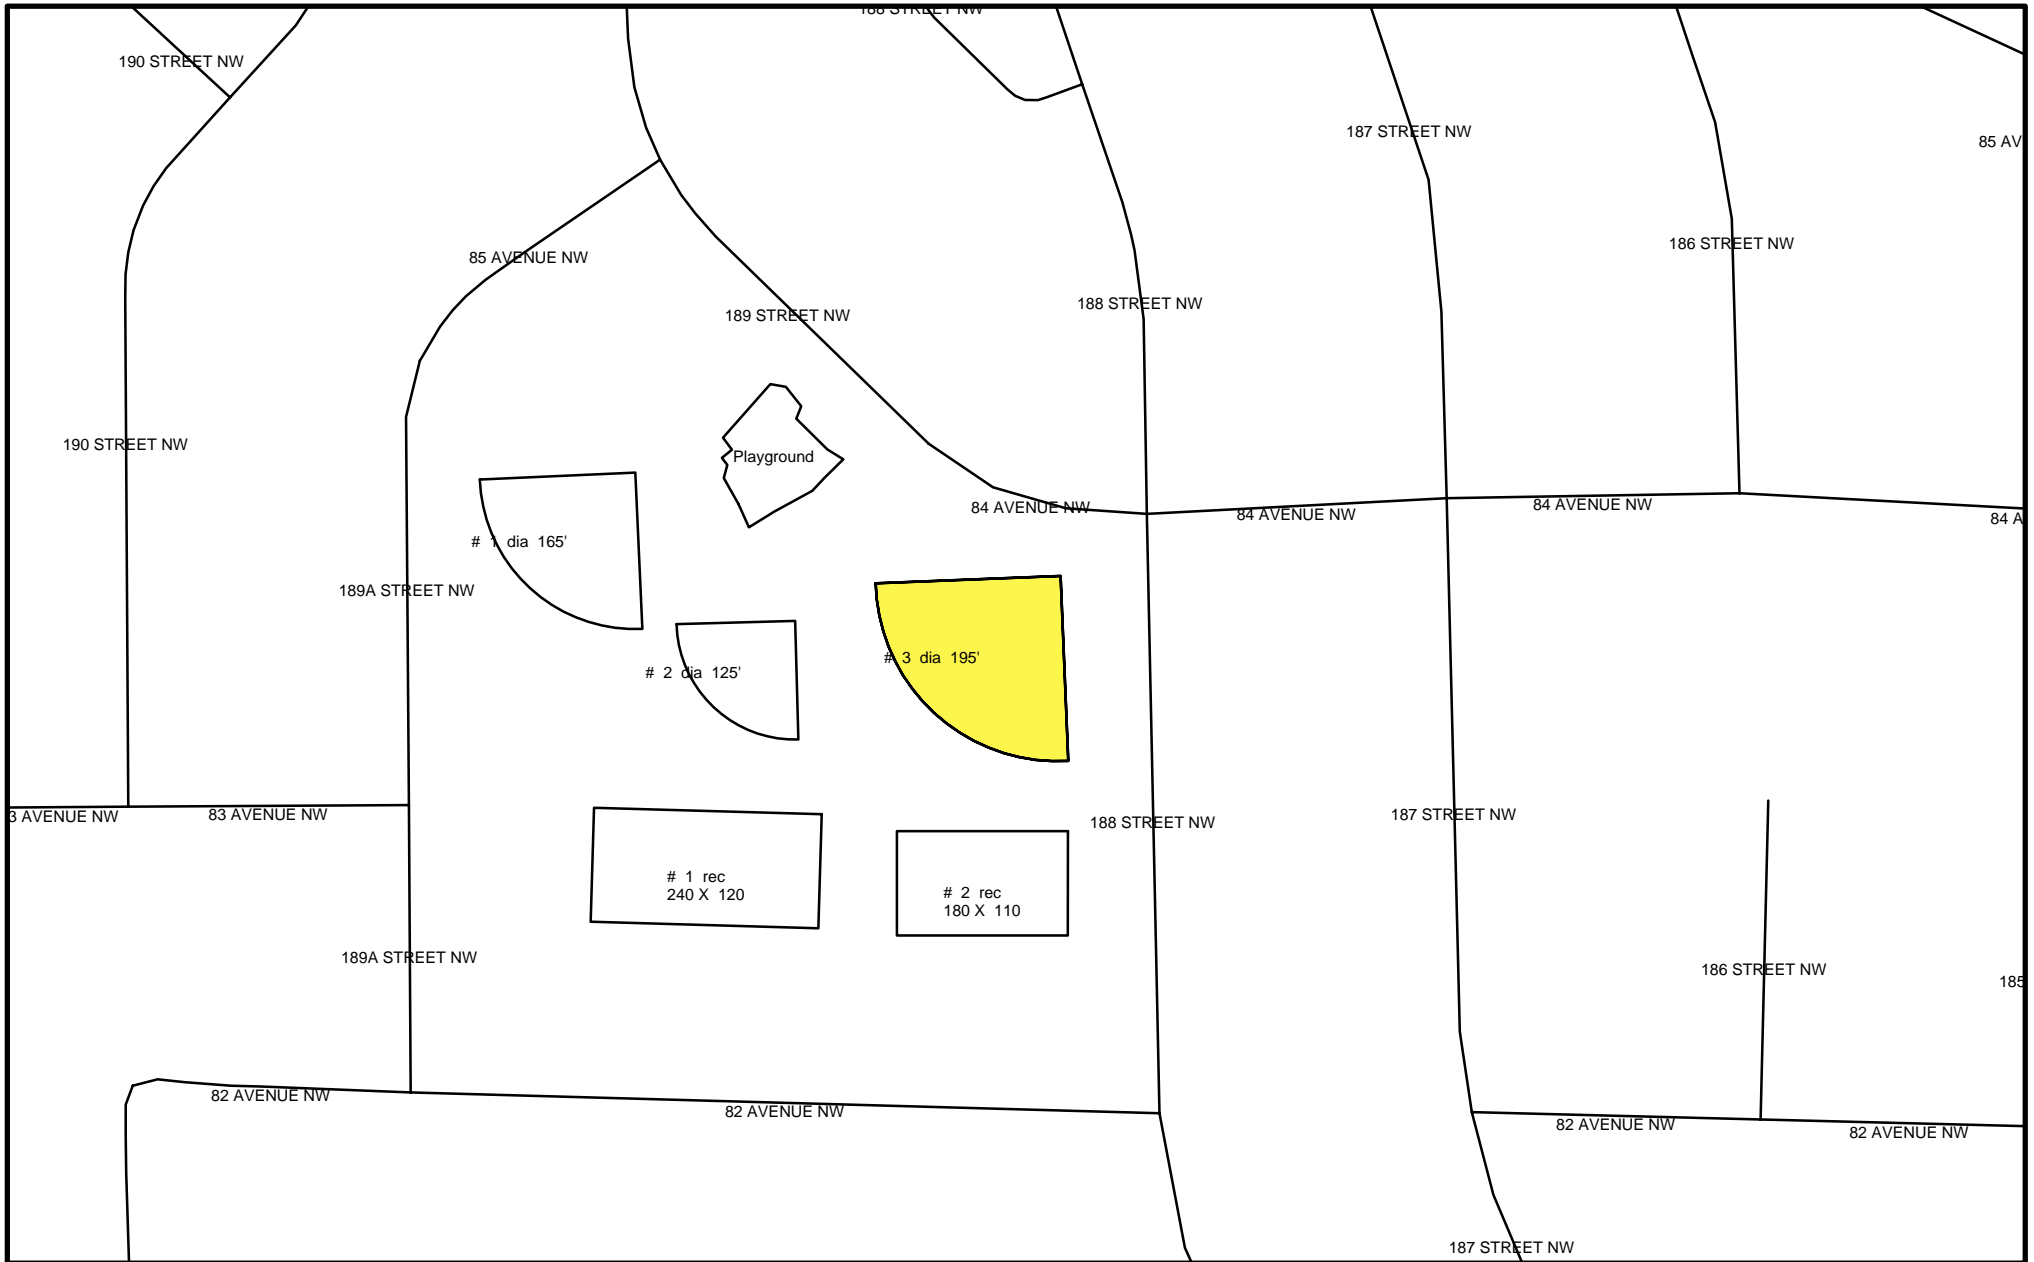 188 STREET NW
190 STREET NW
187 STREET NW
85 AV
186 STREET NW
85 AVENUE NW
188 STREET NW
189 STREET NW
190 STREET NW
Playground
84 AVENUE NW
84 AVENUE NW
84 AVENUE NW
84 A
# 1 dia 165'
189A STREET NW
# 2 dia 125'
# 3 dia 195'
3 AVENUE NW
83 AVENUE NW
188 STREET NW
187 STREET NW
# 1 rec
240 X 120
# 2 rec
180 X 110
189A STREET NW
186 STREET NW
185
82 AVENUE NW
82 AVENUE NW
82 AVENUE NW
82 AVENUE NW
187 STREET NW